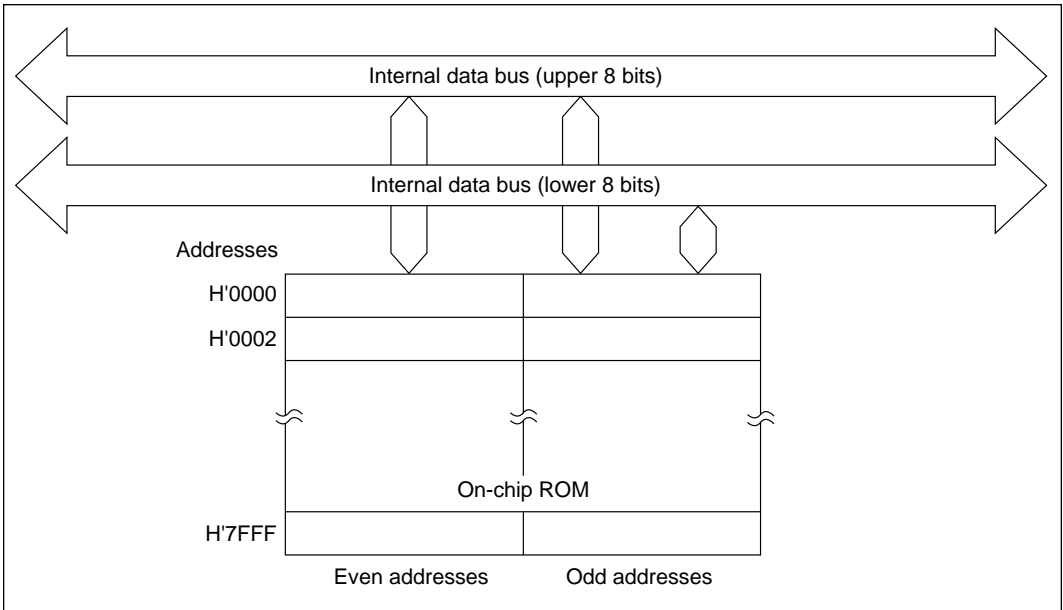 Internal data bus (upper 8 bits)
Internal data bus (lower 8 bits)
Addresses
H'0000
H'0002
On-chip ROM
H'7FFF
Even addresses
Odd addresses